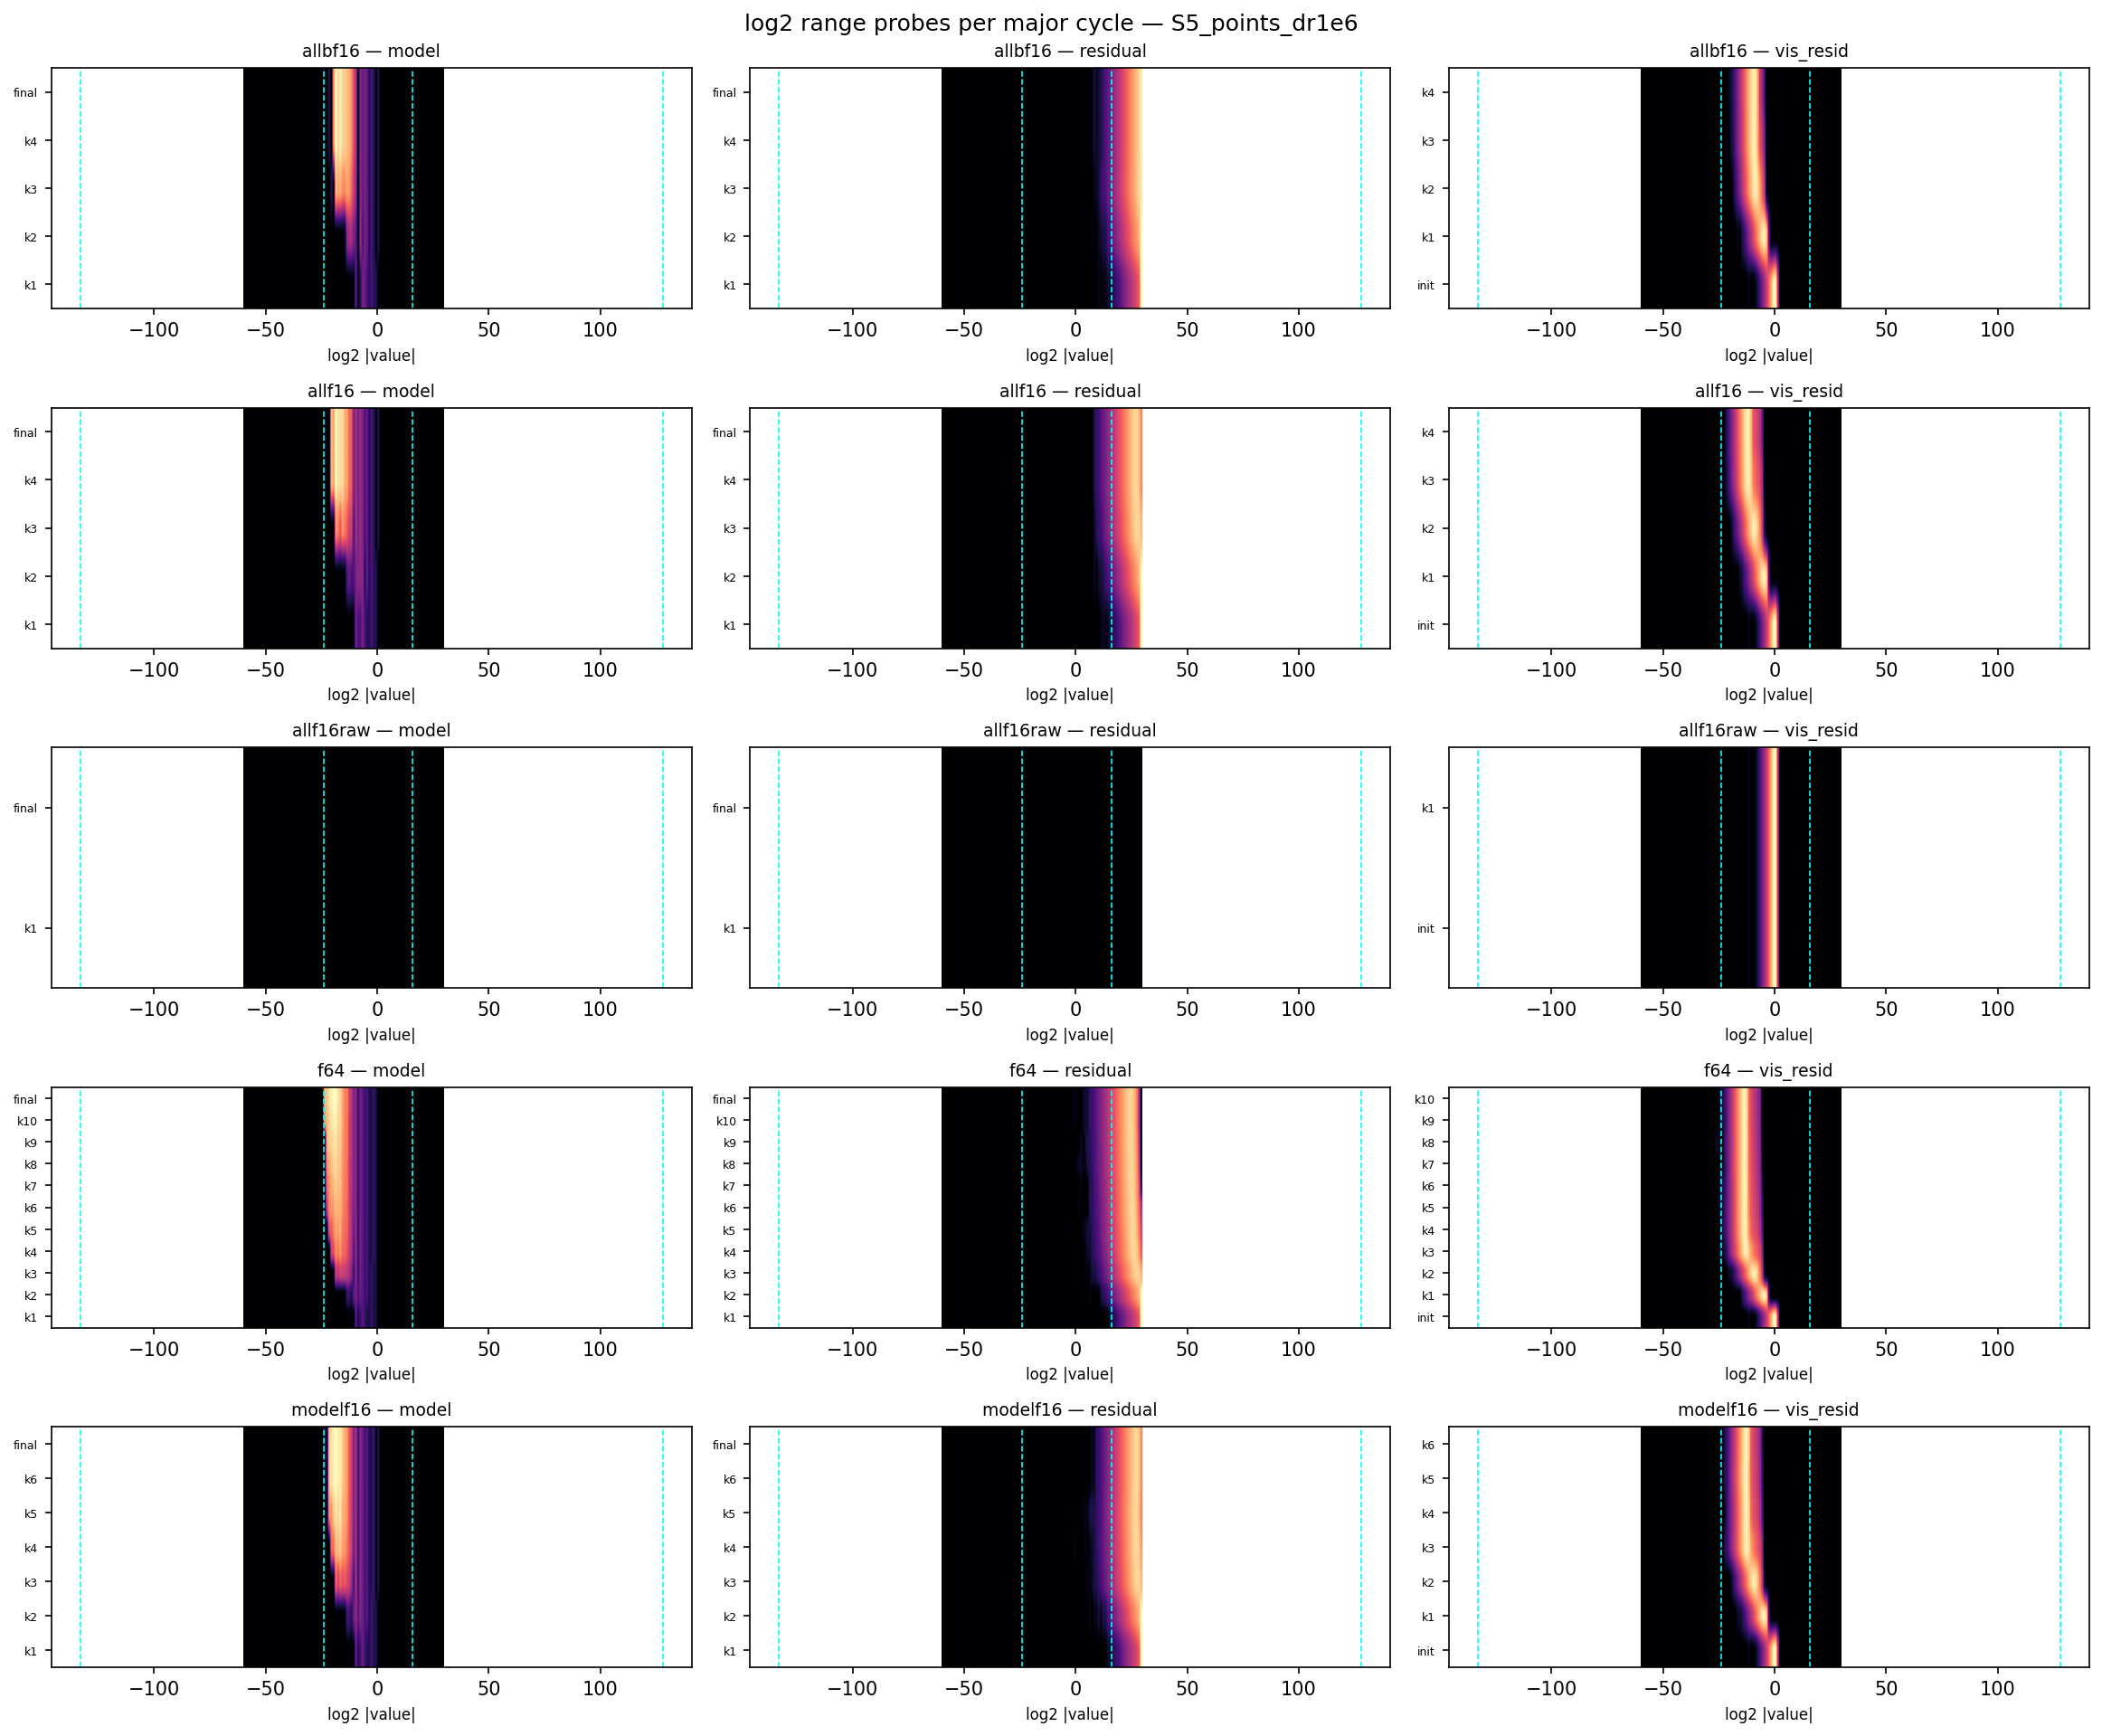 log2 range probes per major cycle — S5_points_dr1e6
allbf16 — model
allbf16 — residual
allbf16 — vis_resid
final
k4
k3
k2
k1
−100 −50 0 50 100
log2 |value|
final
k4
k3
k2
k1
−100 −50 0 50 100
log2 |value|
k4
k3
k2
k1
init
−100 −50 0 50 100
log2 |value|
allf16 — model
allf16 — residual
allf16 — vis_resid
final
k4
k3
k2
k1
−100 −50 0 50 100
log2 |value|
final
k4
k3
k2
k1
−100 −50 0 50 100
log2 |value|
k4
k3
k2
k1
init
−100 −50 0 50 100
log2 |value|
allf16raw — model
allf16raw — residual
allf16raw — vis_resid
final
k1
−100 −50 0 50 100
log2 |value|
final
k1
−100 −50 0 50 100
log2 |value|
k1
init
−100 −50 0 50 100
log2 |value|
f64 — model
f64 — residual
f64 — vis_resid
final
k10
k9
k8
k7
k6
k5
k4
k3
k2
k1
−100 −50 0 50 100
log2 |value|
final
k10
k9
k8
k7
k6
k5
k4
k3
k2
k1
−100 −50 0 50 100
log2 |value|
k10
k9
k8
k7
k6
k5
k4
k3
k2
k1
init
−100 −50 0 50 100
log2 |value|
modelf16 — model
modelf16 — residual
modelf16 — vis_resid
final
k6
k5
k4
k3
k2
k1
−100 −50 0 50 100
log2 |value|
final
k6
k5
k4
k3
k2
k1
−100 −50 0 50 100
log2 |value|
k6
k5
k4
k3
k2
k1
init
−100 −50 0 50 100
log2 |value|